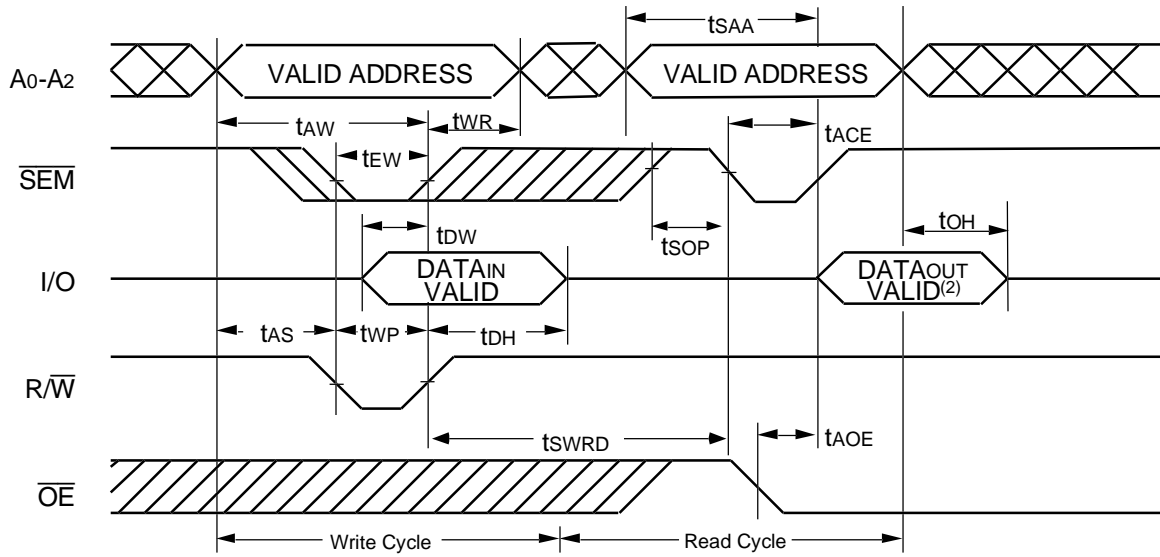 tSAA
A0-A2 VALID ADDRESS VALID ADDRESS
tAW tWR tACE
tEW
SEM
tDW tSOP tOH
I/O DATAIN VALID DATAOUT VALID(2)
tAS tWP tDH
R/W
tSWRD tAOE
OE
Write Cycle Read Cycle